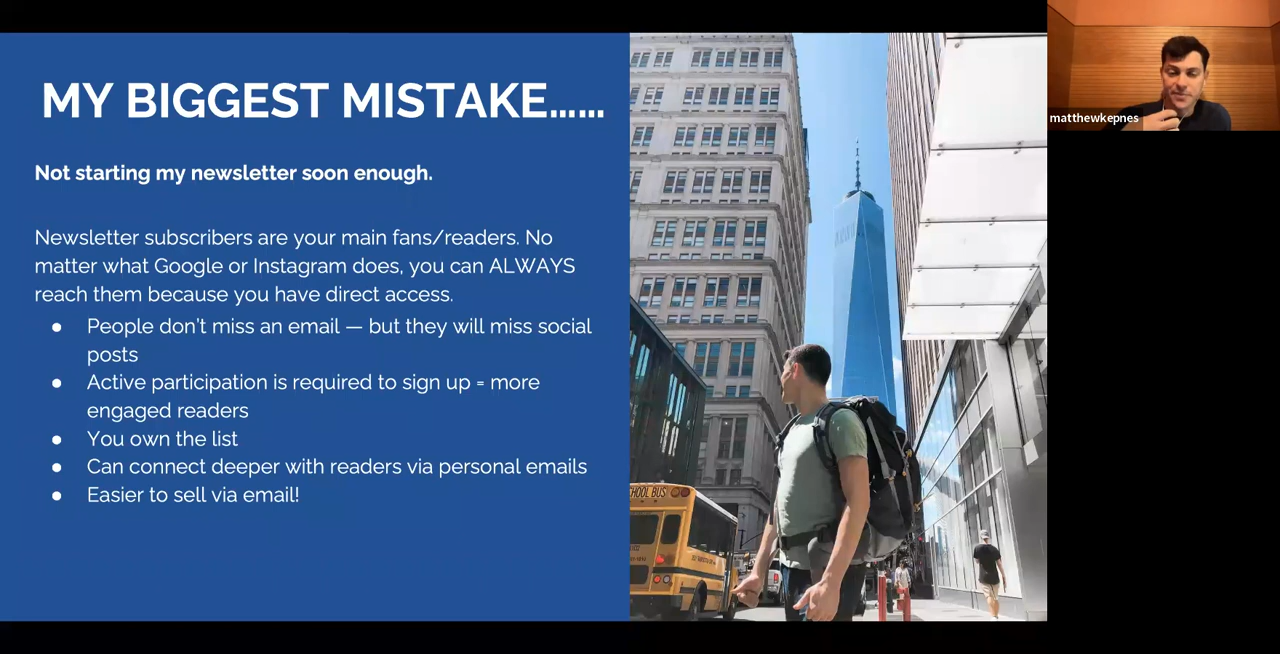 MY BIGGEST MISTAKE......
matthewkepnes
Not starting my newsletter soon enough.
Newsletter subscribers are your main fans/readers. No
matter what Google or Instagram does, you can ALWAYS
reach them because you have direct access.
● People don't miss an email — but they will miss social
posts
● Active participation is required to sign up = more
engaged readers
● You own the list
● Can connect deeper with readers via personal emails
● Easier to sell via email!
SCHOOL BUS